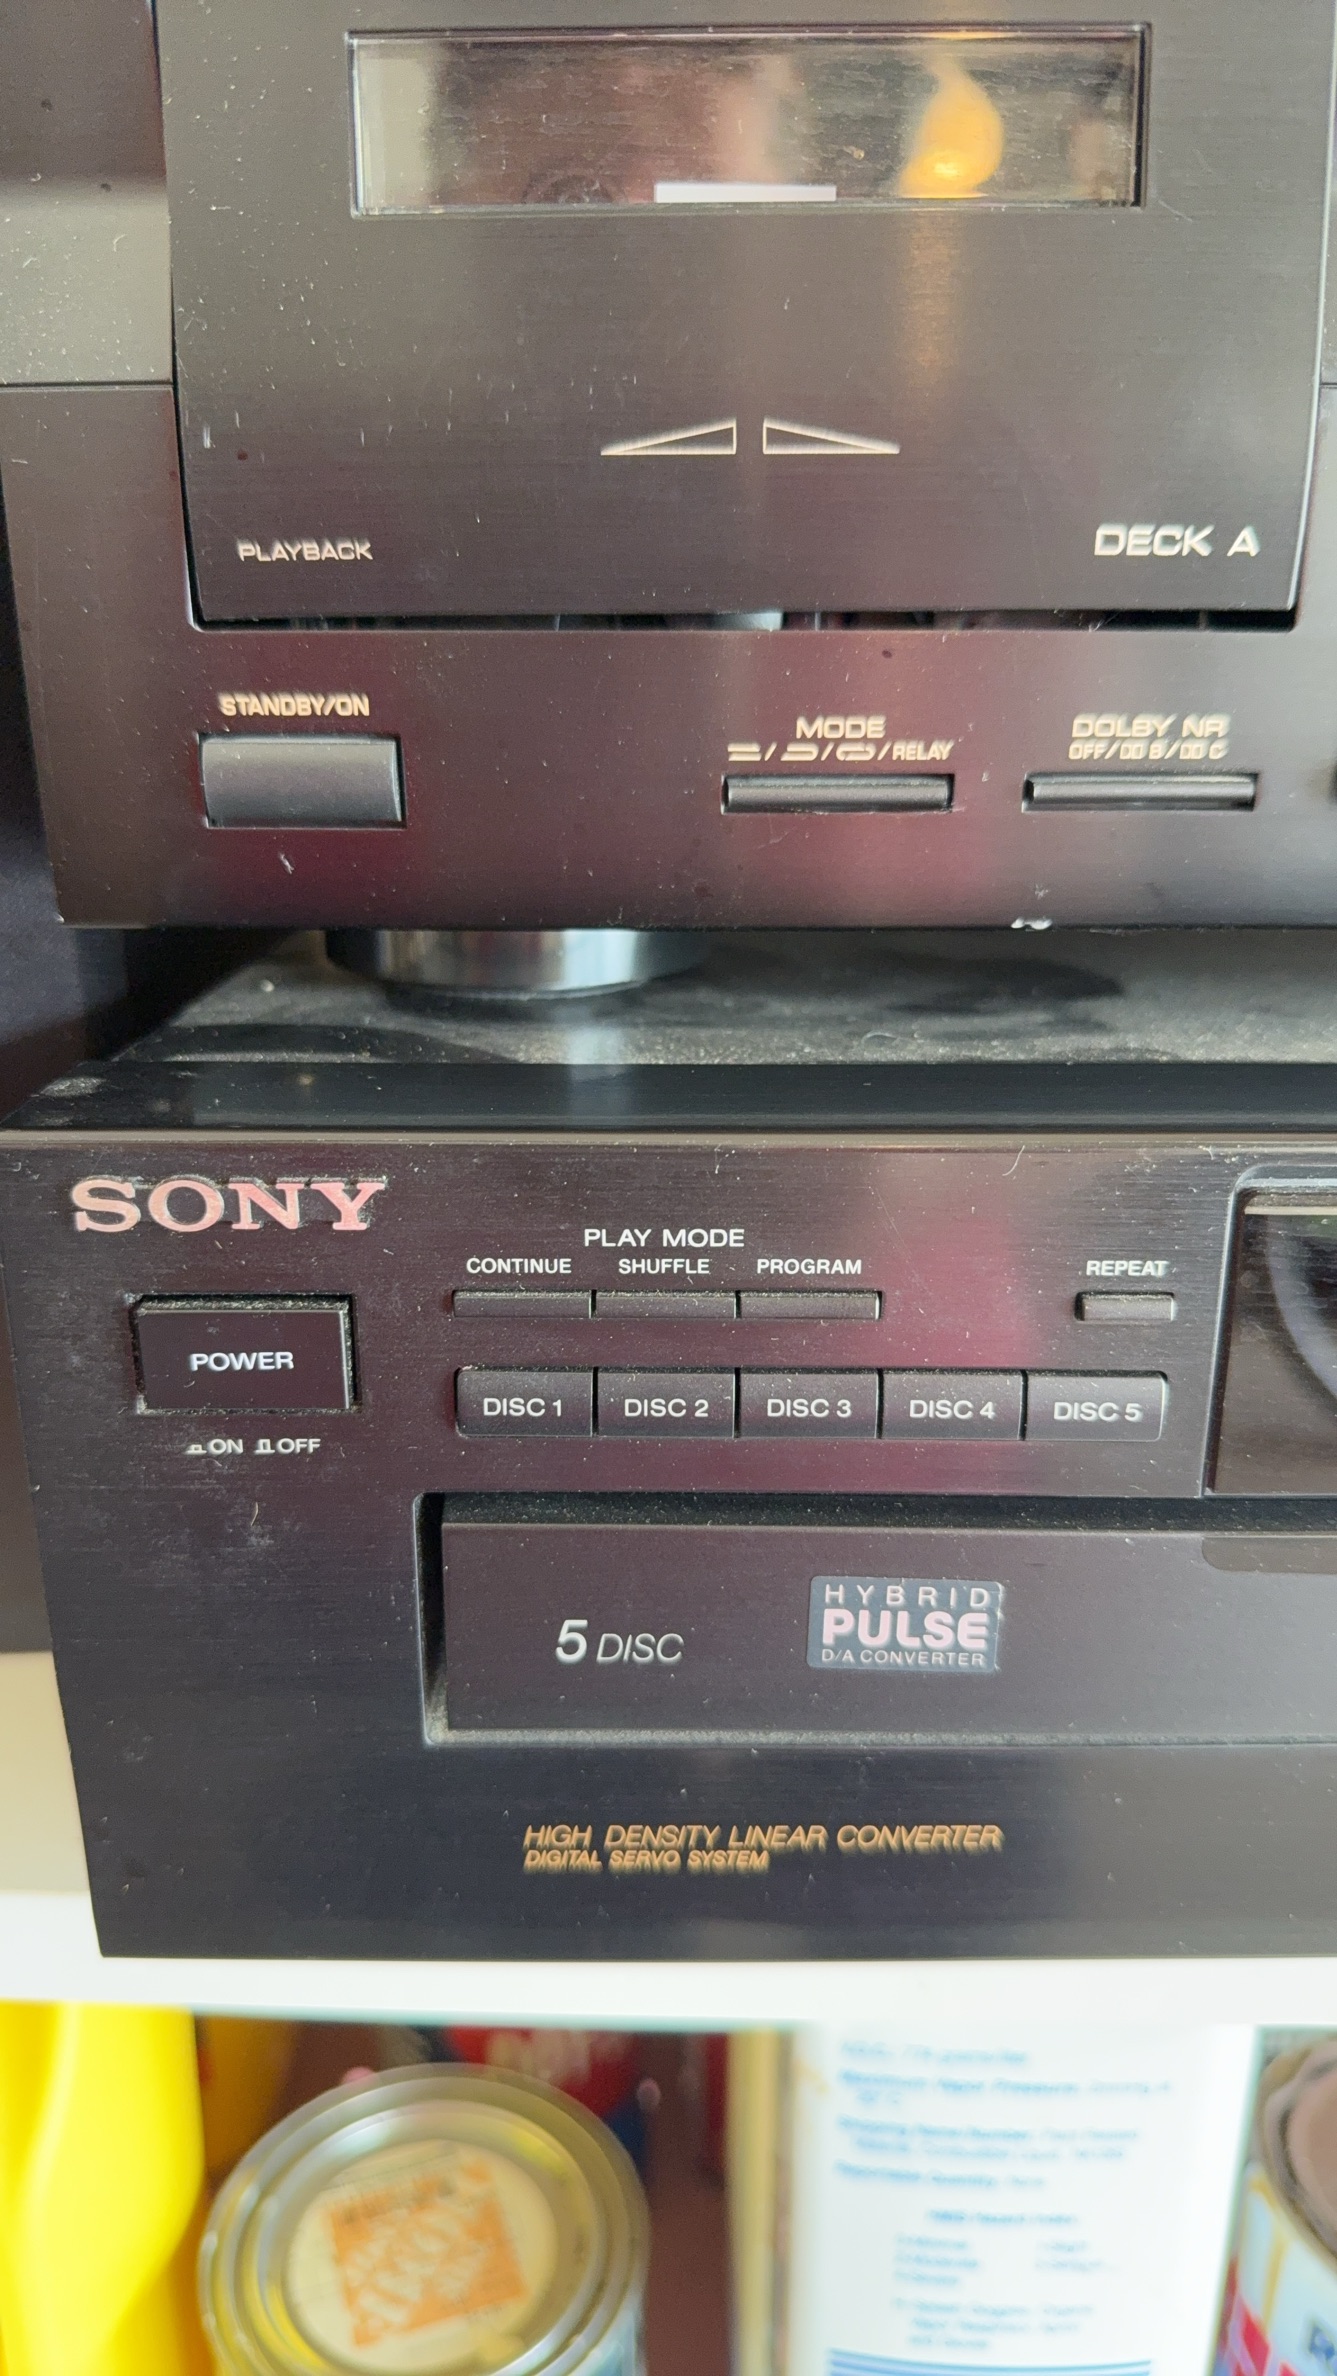 PLAYBACK
DECK A
STANDBY/ON
MODE
/RELAY
DOLBY NR
OFF/ B/ C
SONY
PLAY MODE
CONTINUE SHUFFLE PROGRAM
REPEAT
POWER
ON OFF
DISC 1 DISC 2 DISC 3 DISC 4 DISC 5
5 DISC
HYBRID
PULSE
D/A CONVERTER
HIGH DENSITY LINEAR CONVERTER
DIGITAL SERVO SYSTEM